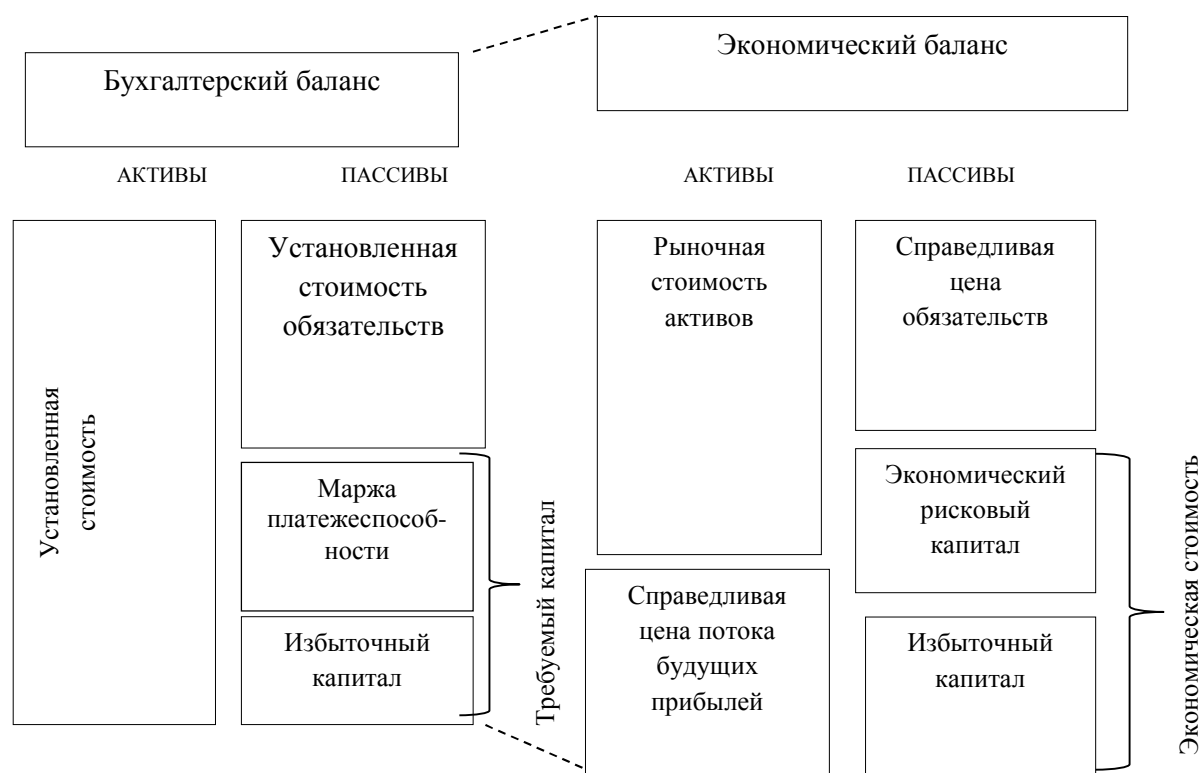 Бухгалтерский баланс
Экономический баланс
АКТИВЫ
ПАССИВЫ
АКТИВЫ
ПАССИВЫ
Установленная
стоимость
Установленная
стоимость
обязательств
Маржа
платежеспособ-
ности
Избыточный
капитал
Требуемый капитал
Рыночная
стоимость
активов
Справедливая
цена потока
будущих
прибылей
Справедливая
цена
обязательств
Экономический
рисковый
капитал
Избыточный
капитал
Экономическая стоимость